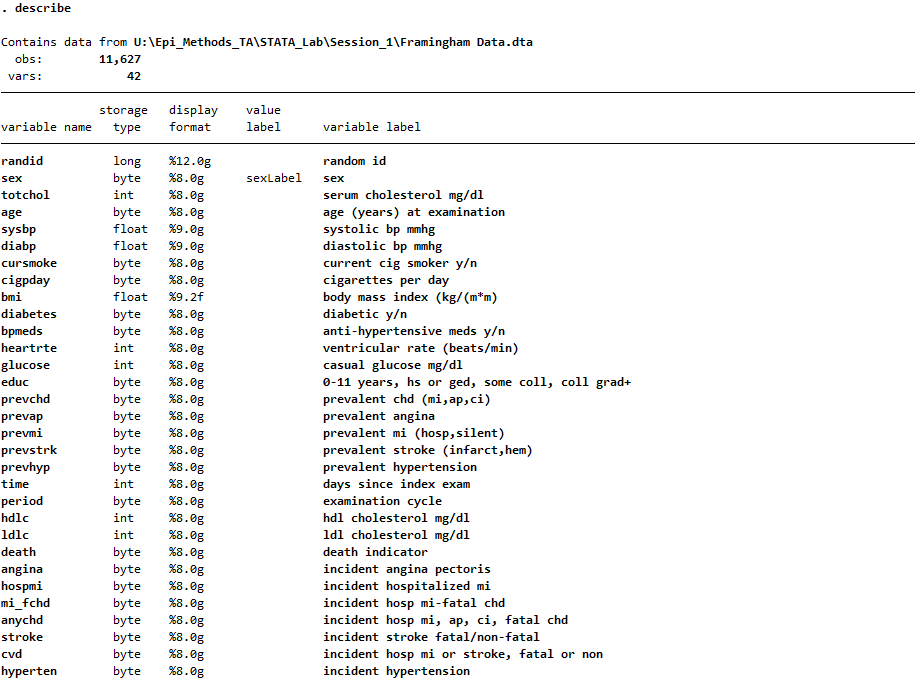 . describe
Contains data from U:\Epi_Methods_TA\STATA_Lab\Session_1\Framingham Data.dta
obs: 11,627
vars: 42
storage display value
variable name type format label variable label
randid long %12.0g random id
sex byte %8.0g sexLabel sex
totchol int %8.0g serum cholesterol mg/dl
age byte %8.0g age (years) at examination
sysbp float %9.0g systolic bp mmhg
diabp float %9.0g diastolic bp mmhg
cursmoke byte %8.0g current cig smoker y/n
cigpday byte %8.0g cigarettes per day
bmi float %9.2f body mass index (kg/(m*m)
diabetes byte %8.0g diabetic y/n
bpmeds byte %8.0g anti-hypertensive meds y/n
heartrte int %8.0g ventricular rate (beats/min)
glucose int %8.0g casual glucose mg/dl
educ byte %8.0g 0-11 years, hs or ged, some coll, coll grad+
prevchd byte %8.0g prevalent chd (mi,ap,ci)
prevap byte %8.0g prevalent angina
prevmi byte %8.0g prevalent mi (hosp,silent)
prevstrk byte %8.0g prevalent stroke (infarct,hem)
prevhyp byte %8.0g prevalent hypertension
time int %8.0g days since index exam
period byte %8.0g examination cycle
hdlc int %8.0g hdl cholesterol mg/dl
ldlc int %8.0g ldl cholesterol mg/dl
death byte %8.0g death indicator
angina byte %8.0g incident angina pectoris
hospmi byte %8.0g incident hospitalized mi
mi_fchd byte %8.0g incident hosp mi-fatal chd
anychd byte %8.0g incident hosp mi, ap, ci, fatal chd
stroke byte %8.0g incident stroke fatal/non-fatal
cvd byte %8.0g incident hosp mi or stroke, fatal or non
hyperten byte %8.0g incident hypertension